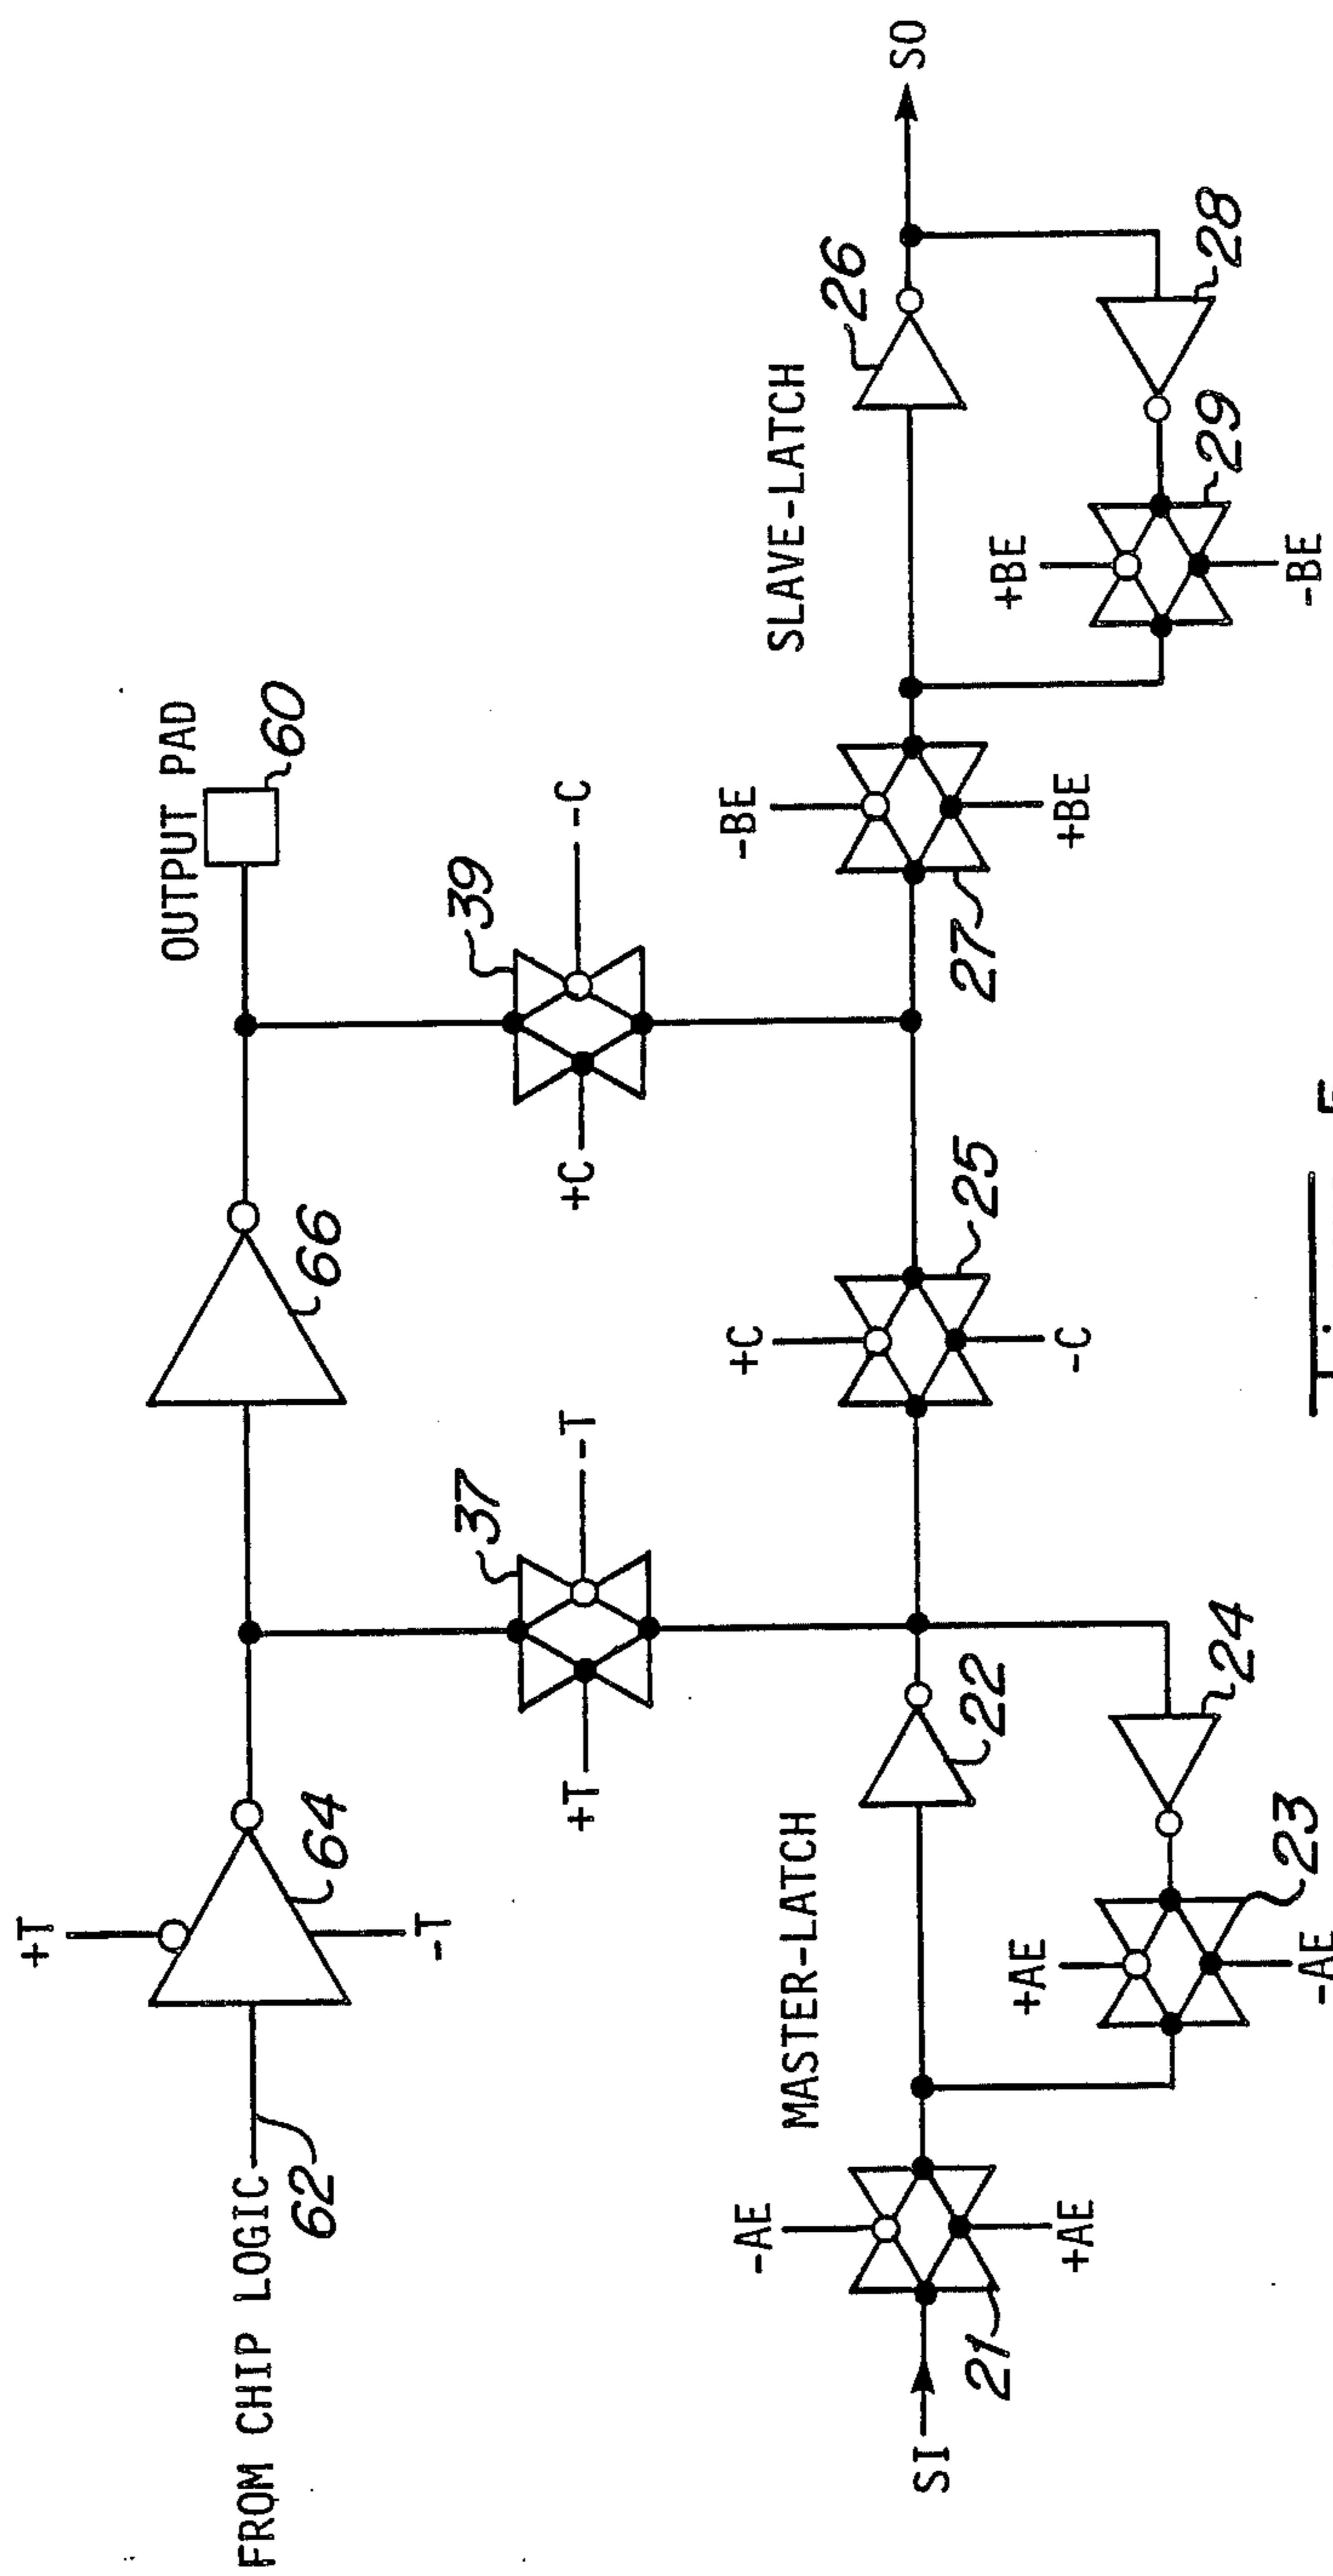 FROM CHIP LOGIC
62
+T
-T
64
66
OUTPUT PAD
60
+T
-T
37
+C
-C
39
SI
-AE
+AE
21
MASTER-LATCH
22
+AE
-AE
23
24
+C
-C
25
-BE
+BE
27
SLAVE-LATCH
26
+BE
-BE
29
28
SO